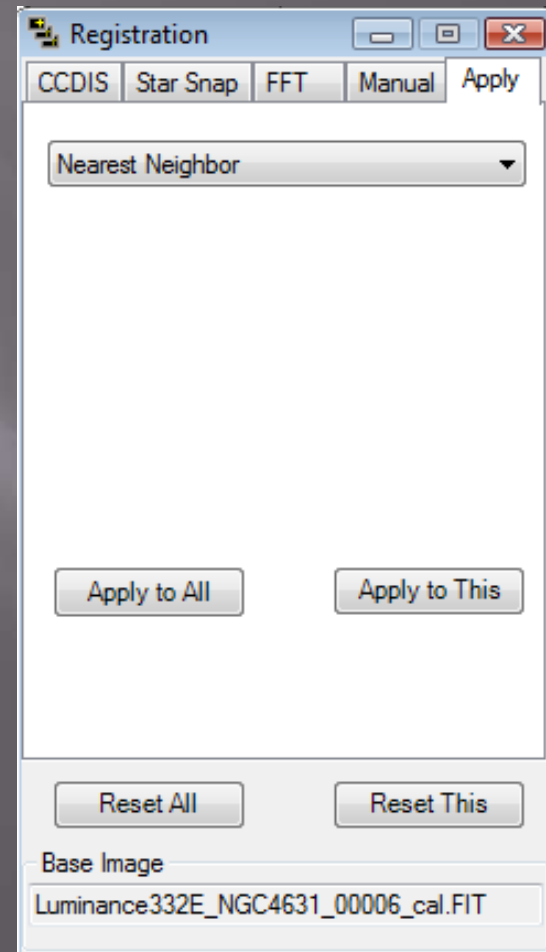 Registration
CCDIS Star Snap FFT Manual Apply
Nearest Neighbor
Apply to All Apply to This
Reset All Reset This
Base Image
Luminance332E_NGC4631_00006_cal.FIT